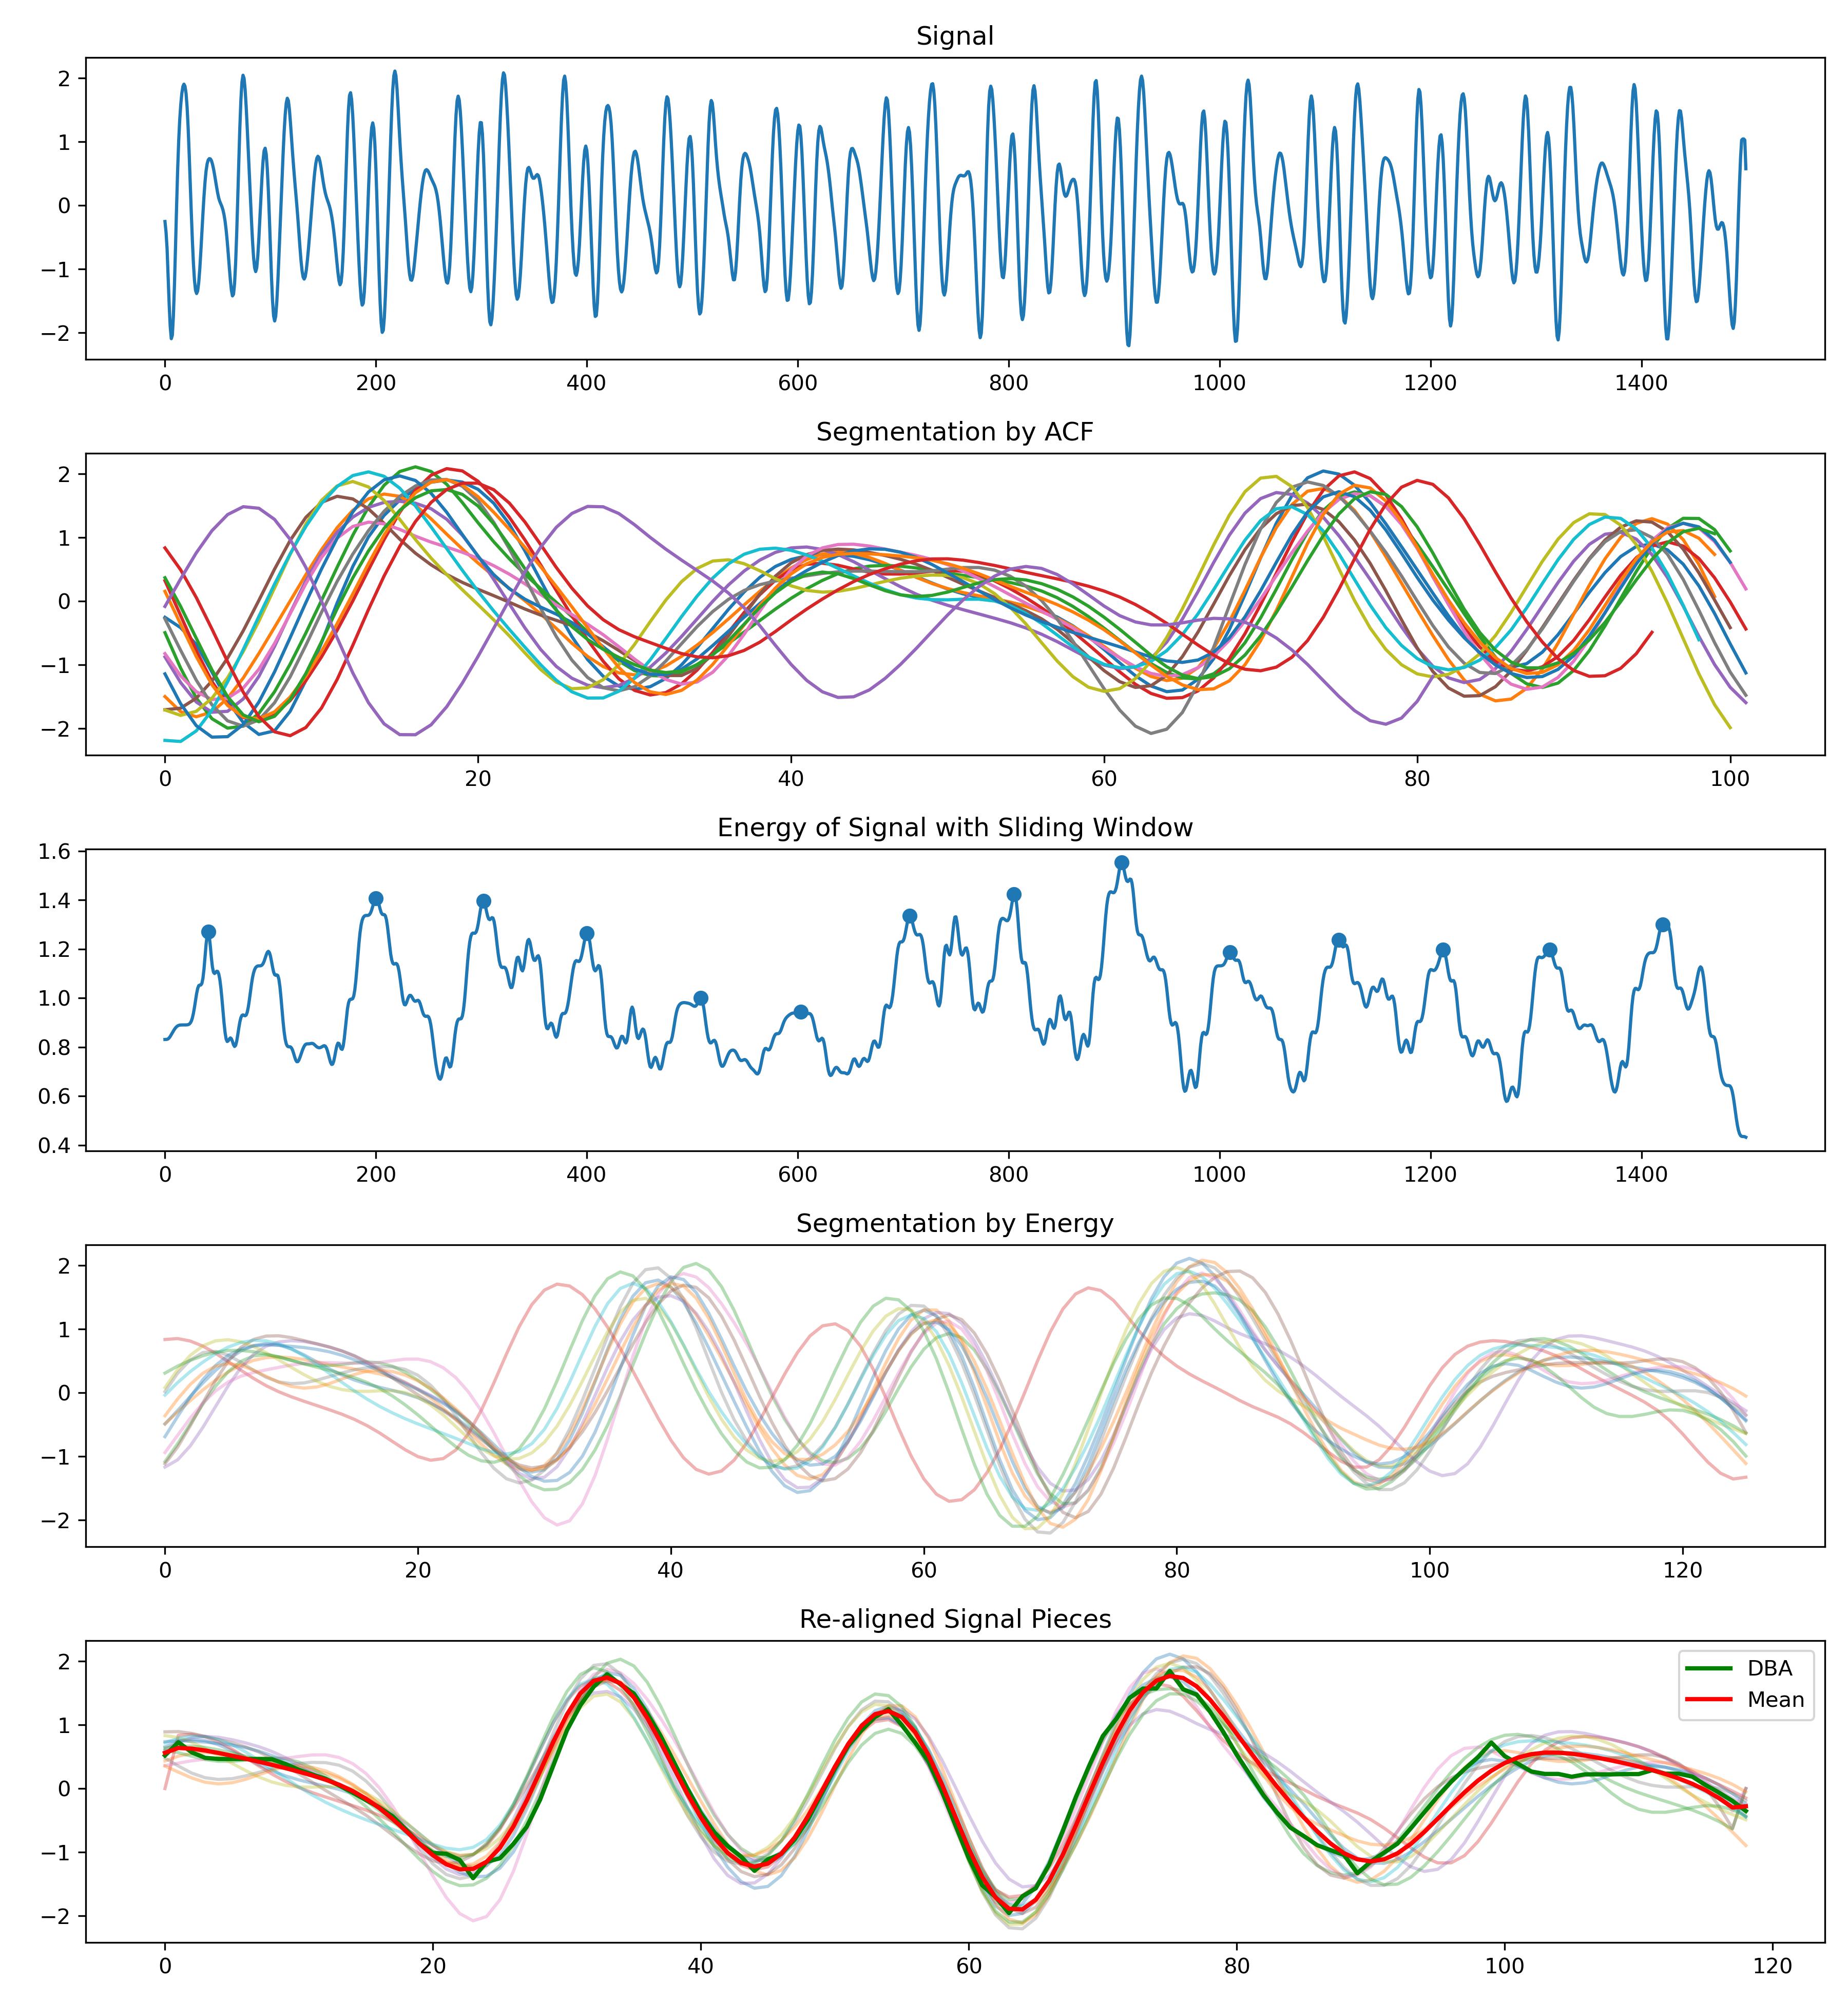 Signal
2
1
0
−1
−2
0 200 400 600 800 1000 1200 1400
Segmentation by ACF
2
1
0
−1
−2
0 20 40 60 80 100
Energy of Signal with Sliding Window
1.6
1.4
1.2
1.0
0.8
0.6
0.4
0 200 400 600 800 1000 1200 1400
Segmentation by Energy
2
1
0
−1
−2
0 20 40 60 80 100 120
Re-aligned Signal Pieces
2
1
0
−1
−2
DBA
Mean
0 20 40 60 80 100 120